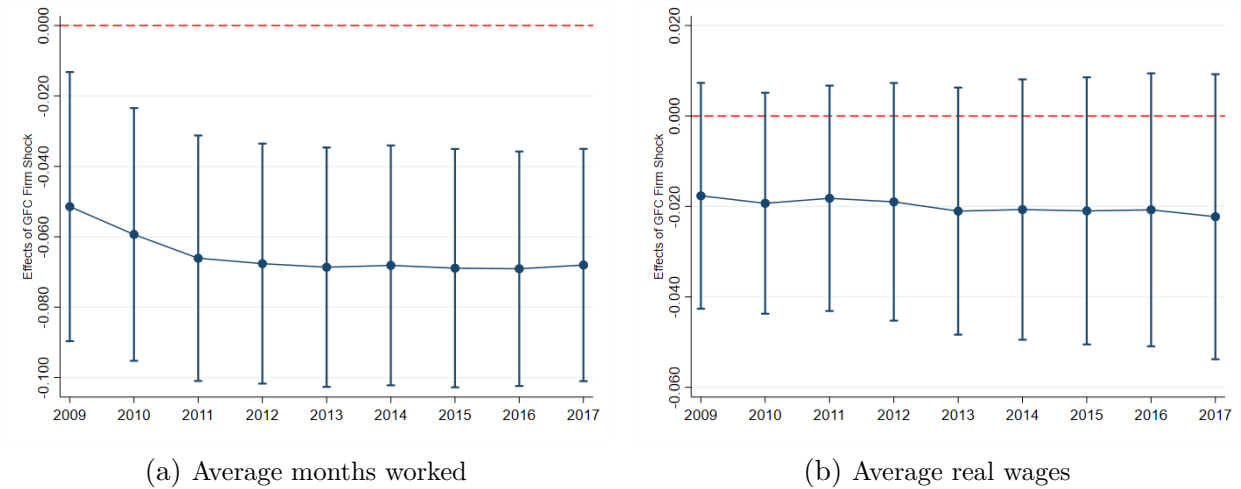 0.000
-0.020
-0.040
-0.060
-0.080
-0.100
Effects of GFC Firm Shock
2009 2010 2011 2012 2013 2014 2015 2016 2017
(a) Average months worked
0.020
0.000
-0.020
-0.040
-0.060
Effects of GFC Firm Shock
2009 2010 2011 2012 2013 2014 2015 2016 2017
(b) Average real wages